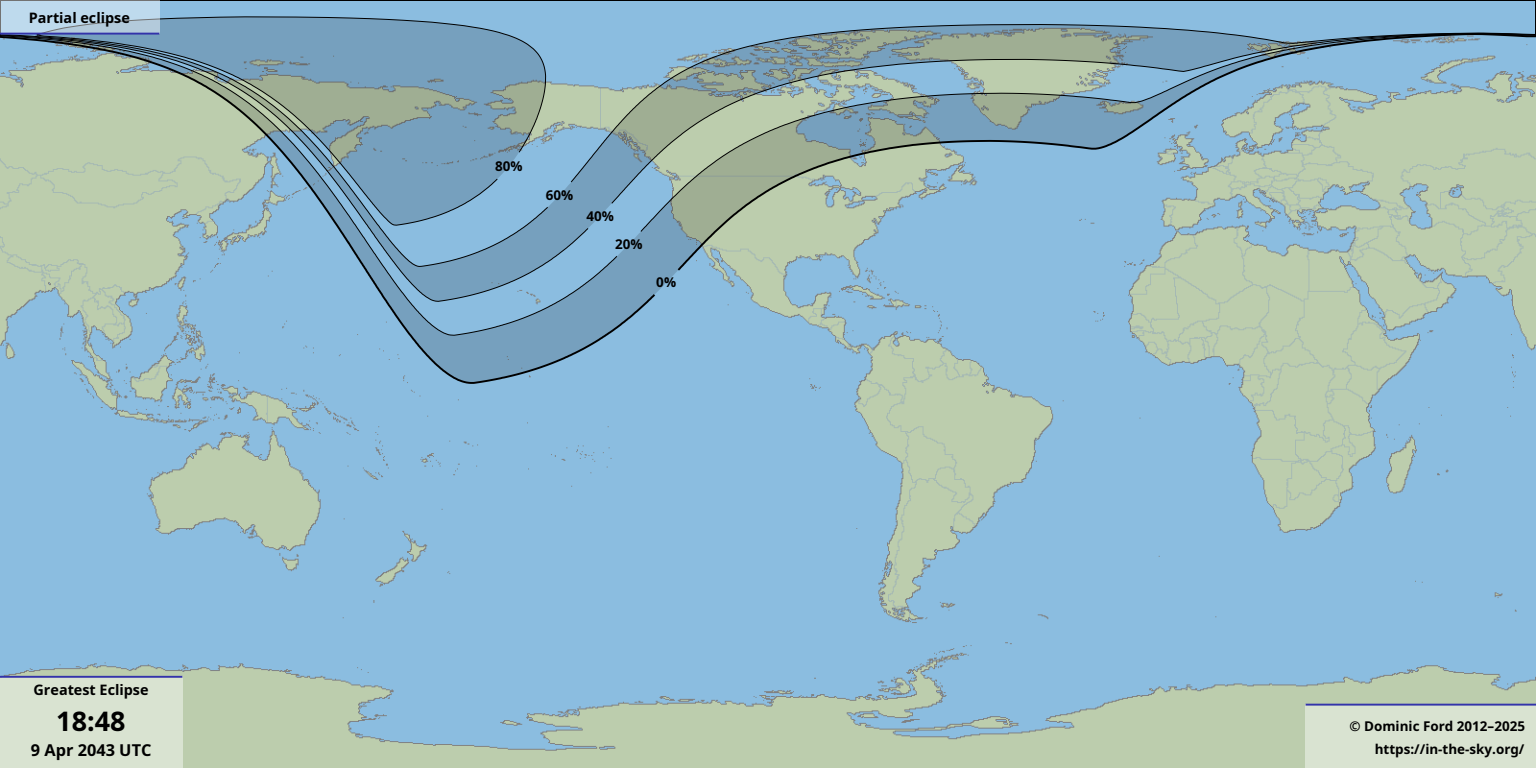 Partial eclipse
80%
60%
40%
20%
0%
Greatest Eclipse
18:48
9 Apr 2043 UTC
© Dominic Ford 2012–2025
https://in-the-sky.org/